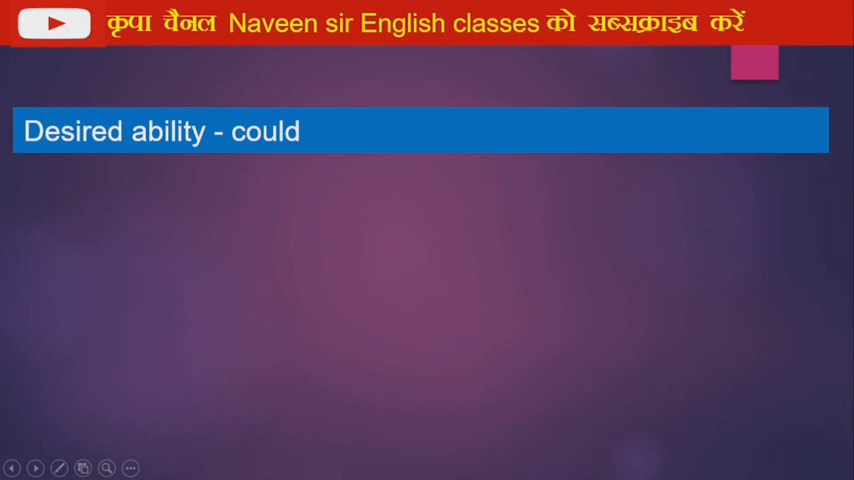 कृपा चैनल Naveen sir English classes को सब्सक्राइब करें
Desired ability - could